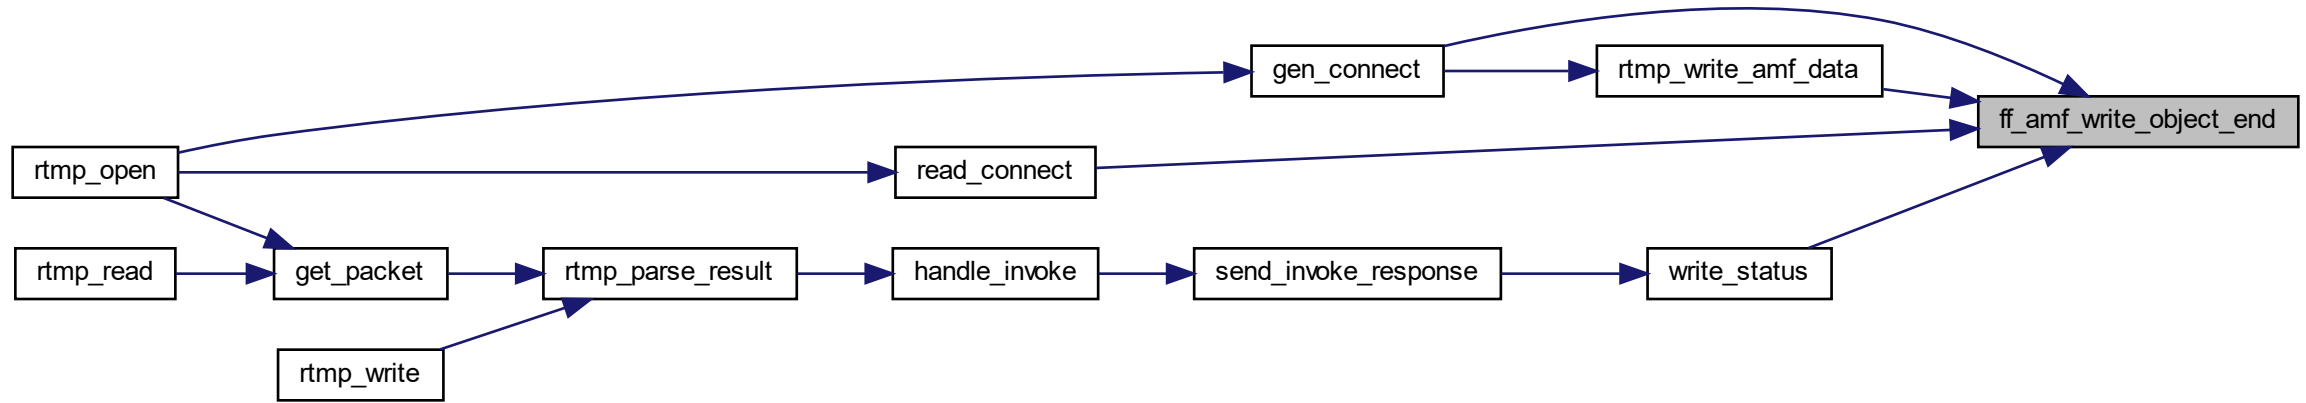 gen_connect
rtmp_write_amf_data
ff_amf_write_object_end
rtmp_open
read_connect
rtmp_read
get_packet
rtmp_parse_result
handle_invoke
send_invoke_response
write_status
rtmp_write